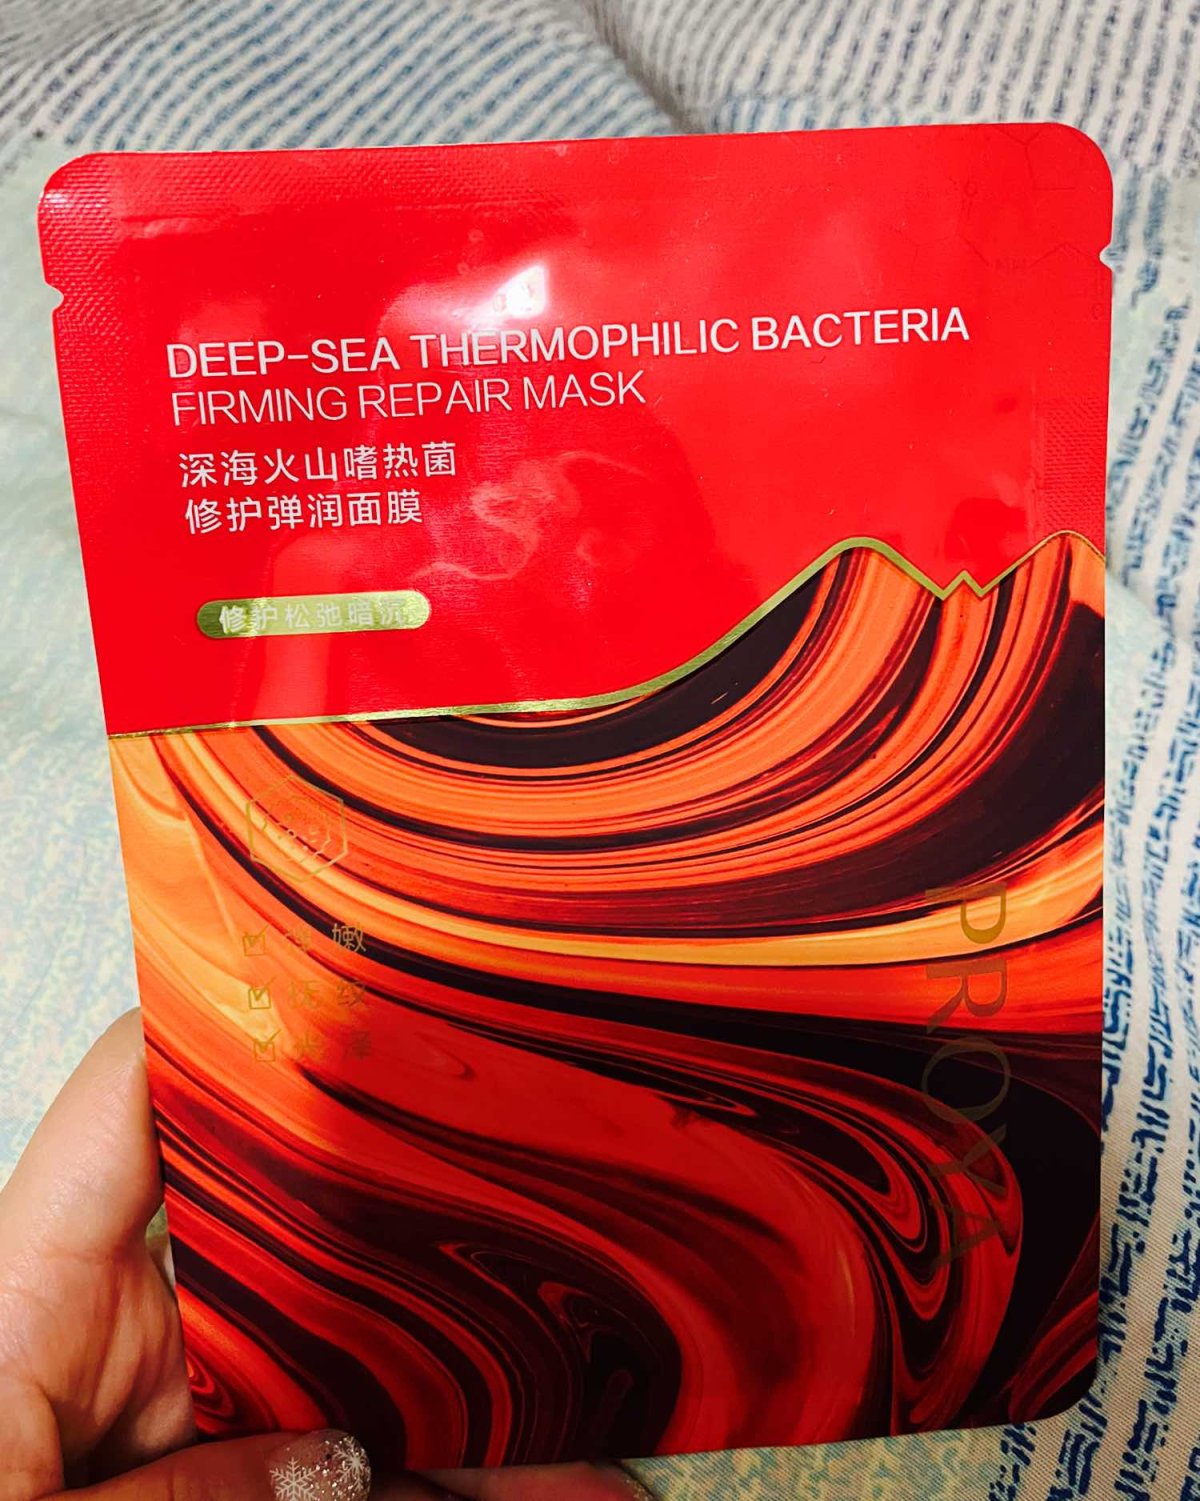 DEEP-SEA THERMOPHILIC BACTERIA
FIRMING REPAIR MASK
深海火山嗜热菌
修护弹润面膜
修护松弛暗沉
PROYA